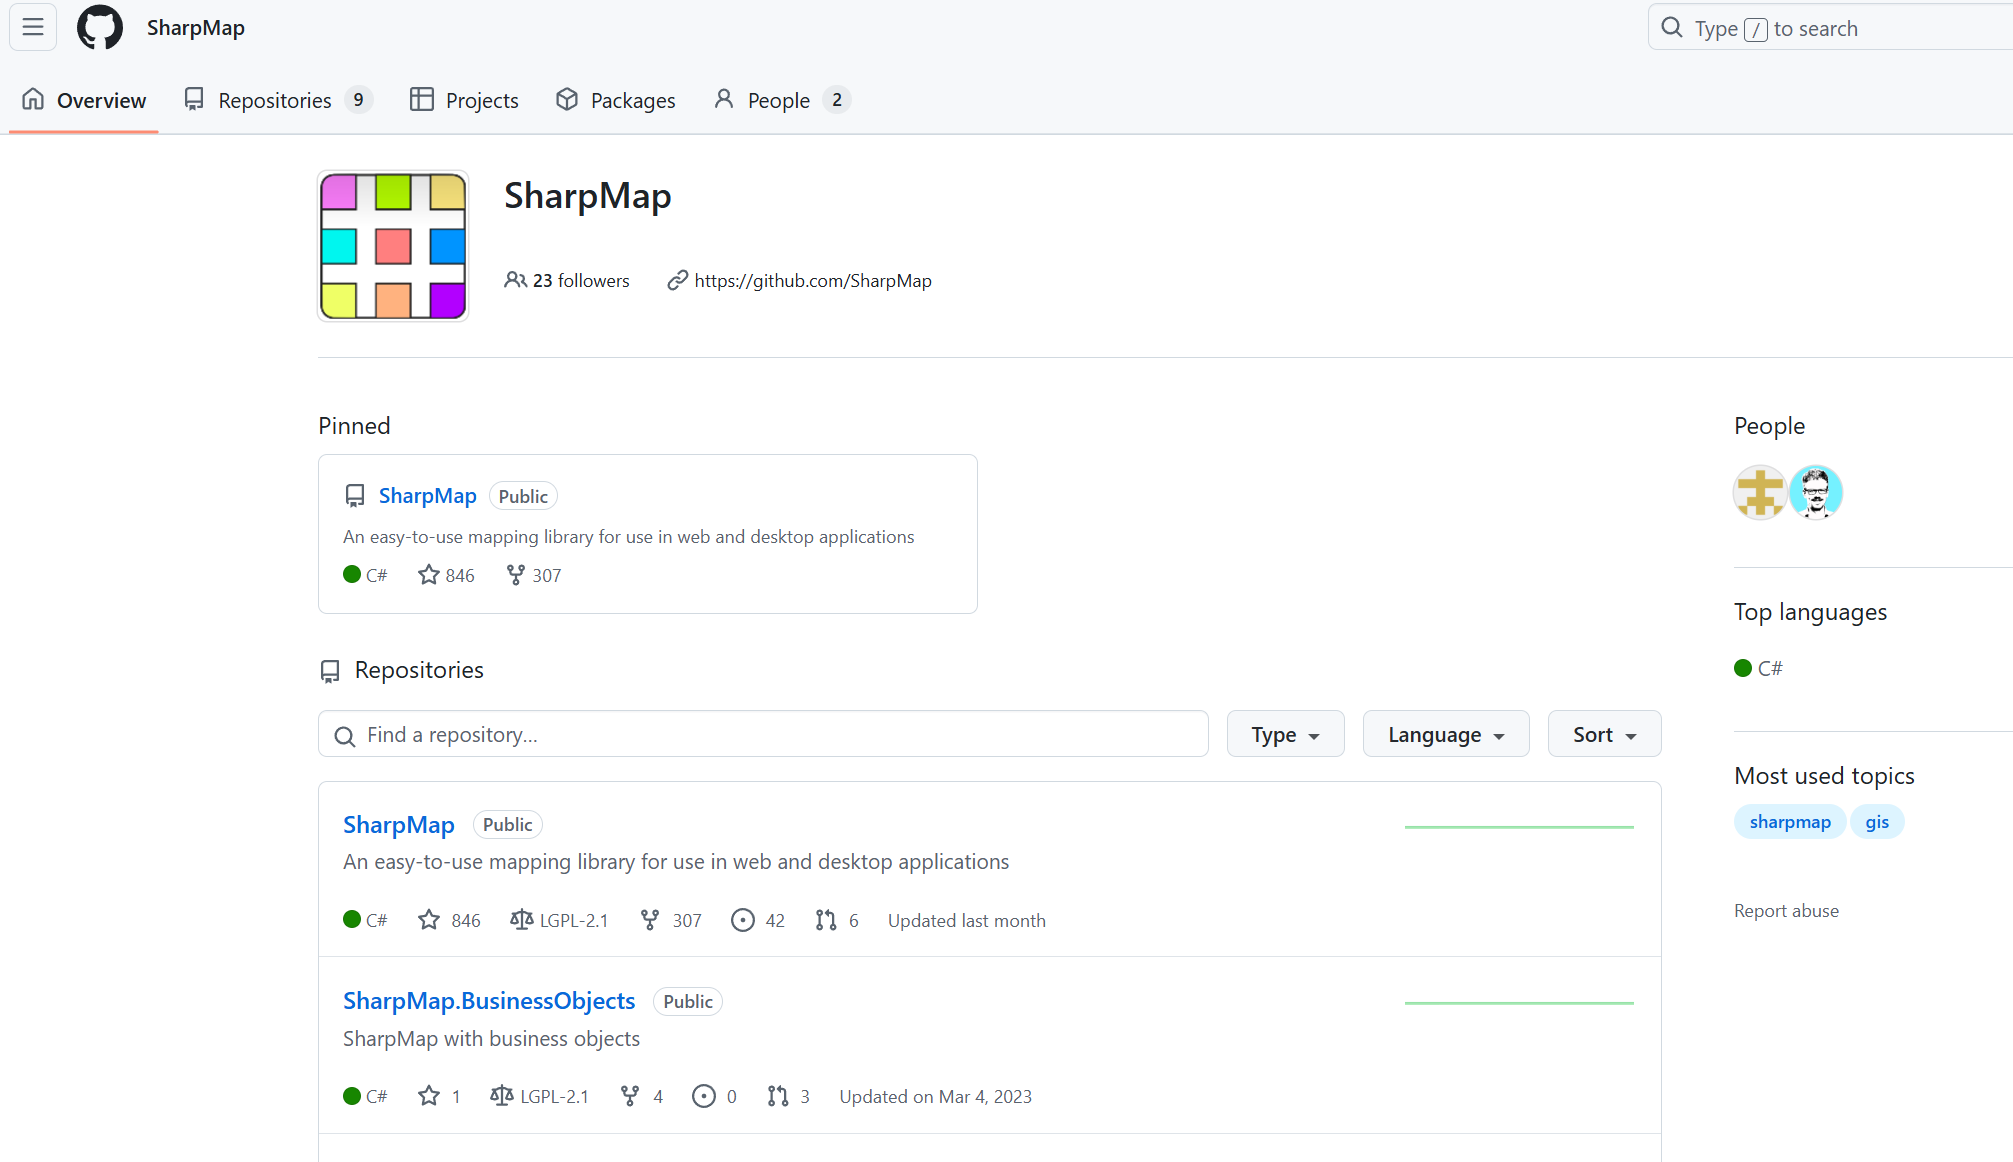 SharpMap
Type / to search
Overview Repositories 9 Projects Packages People 2
SharpMap
23 followers https://github.com/SharpMap
Pinned
SharpMap Public
An easy-to-use mapping library for use in web and desktop applications
C# 846 307
Repositories
Find a repository…
Type Language Sort
SharpMap Public
An easy-to-use mapping library for use in web and desktop applications
C# 846 LGPL-2.1 307 42 6 Updated last month
SharpMap.BusinessObjects Public
SharpMap with business objects
C# 1 LGPL-2.1 4 0 3 Updated on Mar 4, 2023
People
Top languages
C#
Most used topics
sharpmap gis
Report abuse